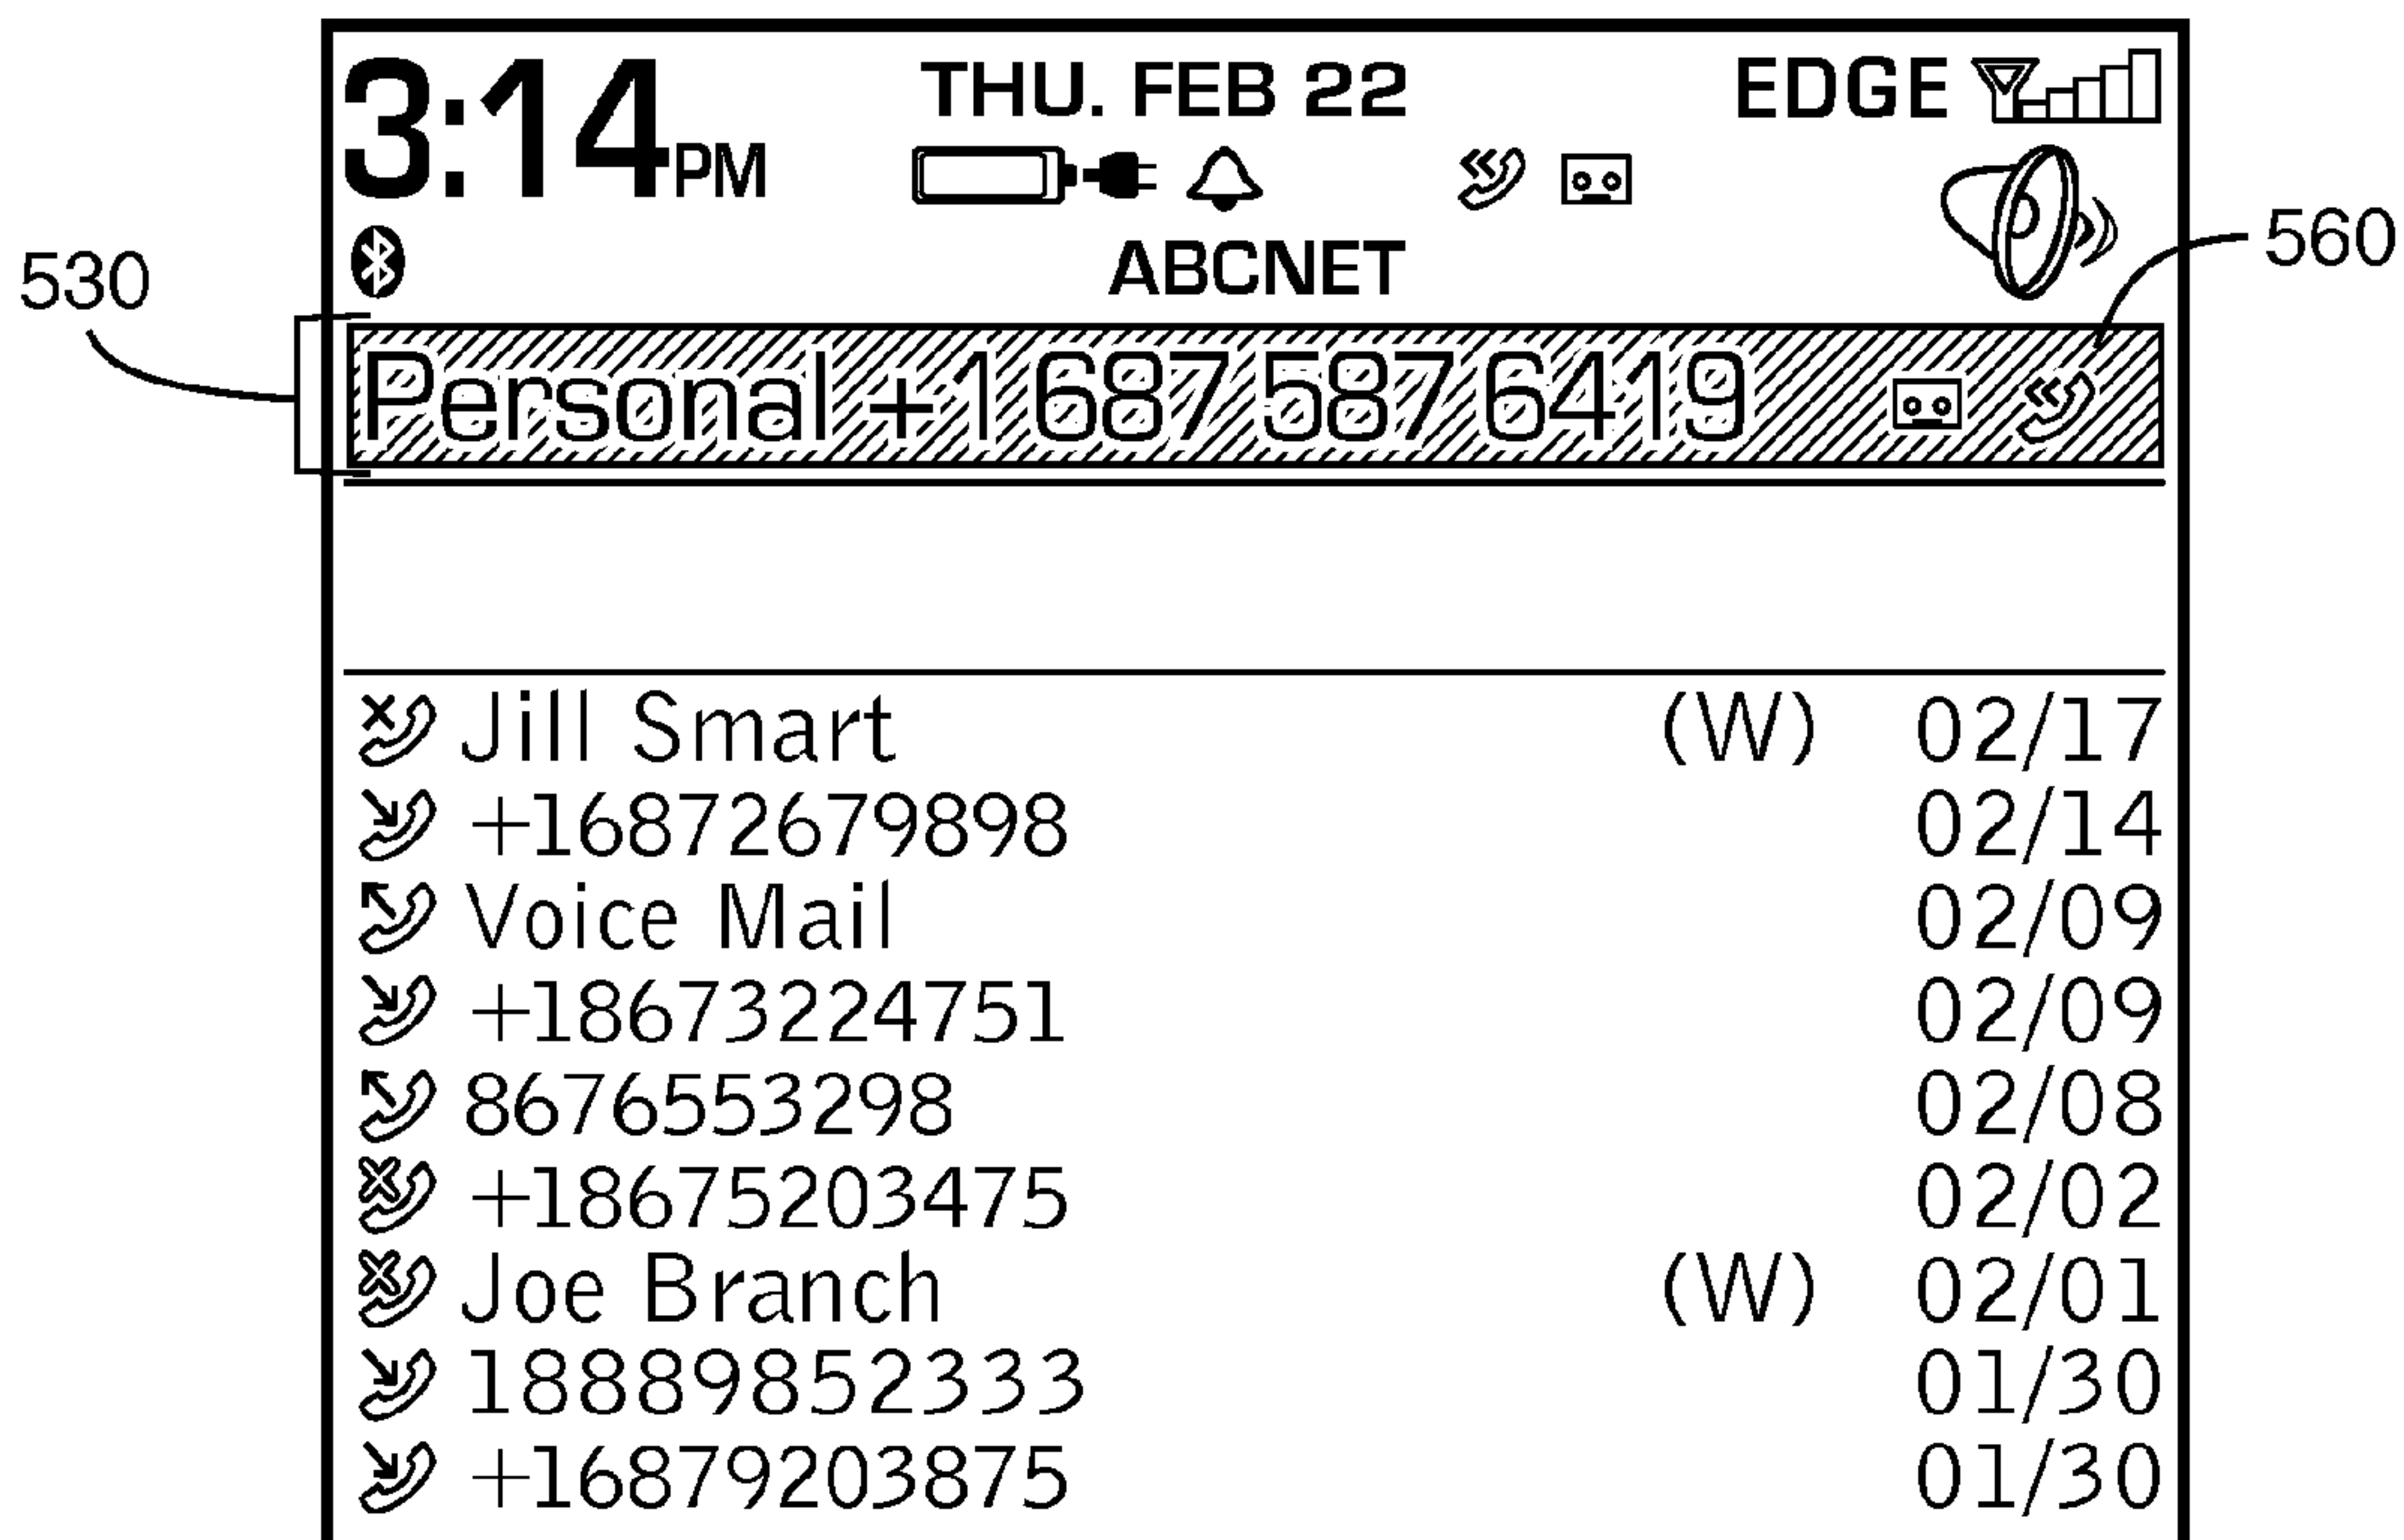 3:14 PM THU. FEB 22 EDGE
ABCNET
530
560
Personal +1 687 587 6419
Jill Smart (W) 02/17
+16872679898 02/14
Voice Mail 02/09
+18673224751 02/09
8676553298 02/08
+18675203475 02/02
Joe Branch (W) 02/01
18889852333 01/30
+16879203875 01/30